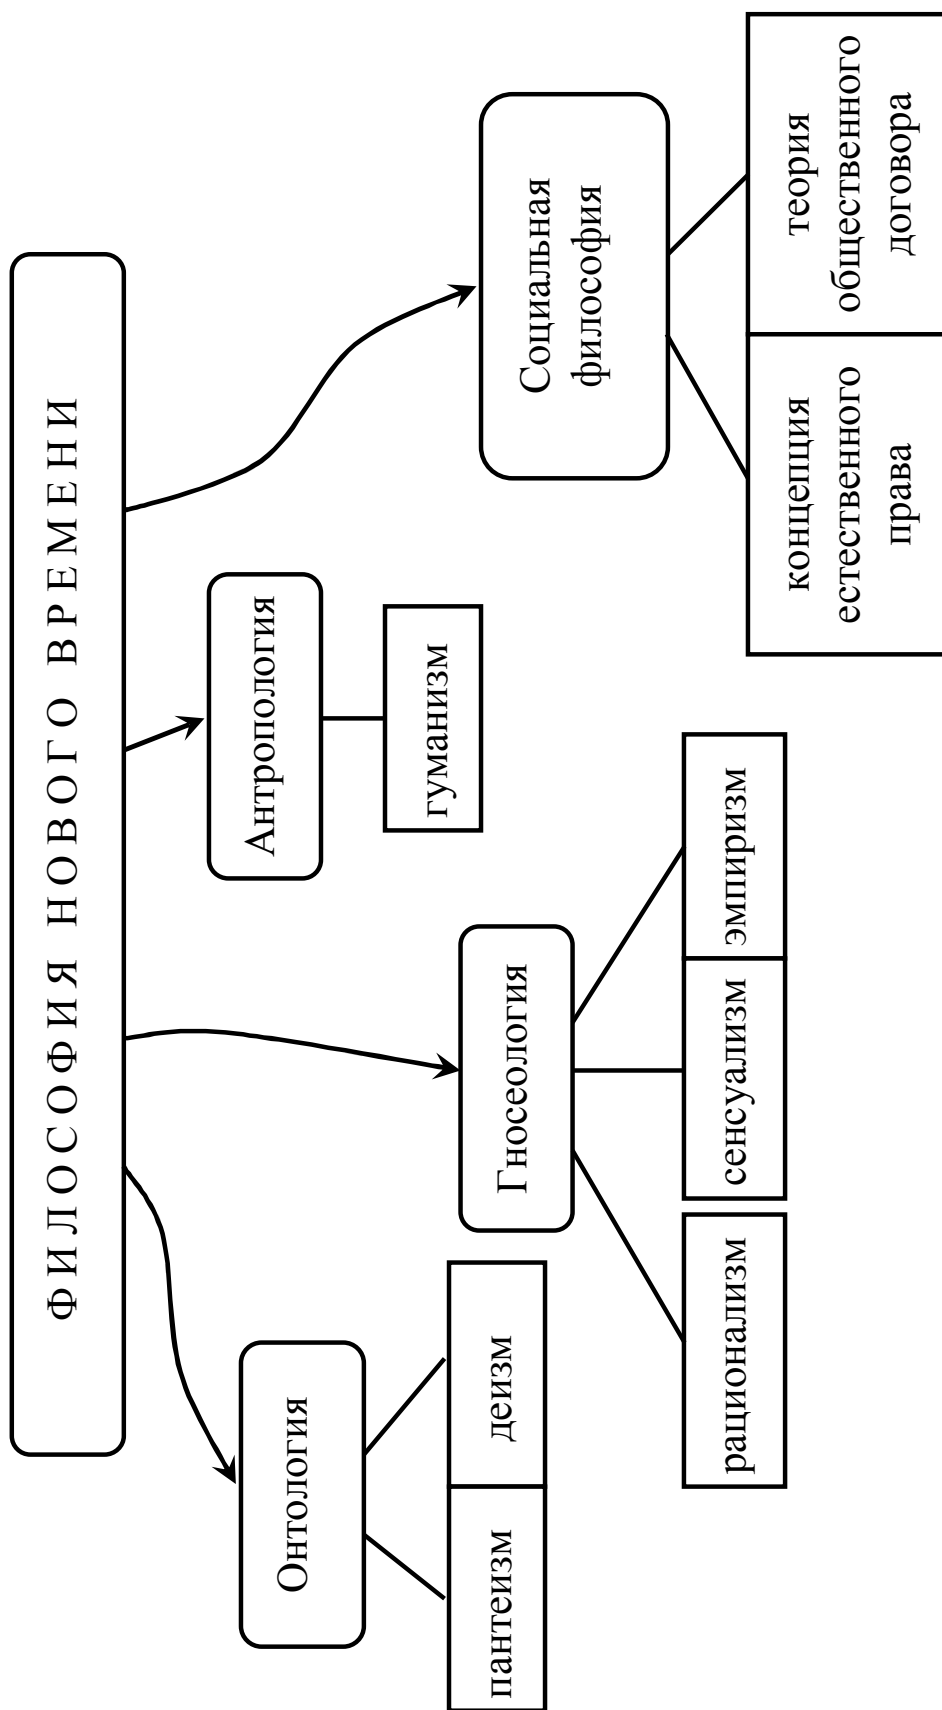 ФИЛОСОФИЯ НОВОГО ВРЕМЕНИ
Онтология
пантеизм
деизм
Гносеология
рационализм
сенсуализм
эмпиризм
Антропология
гуманизм
Социальная
философия
концепция
естественного
права
теория
общественного
договора